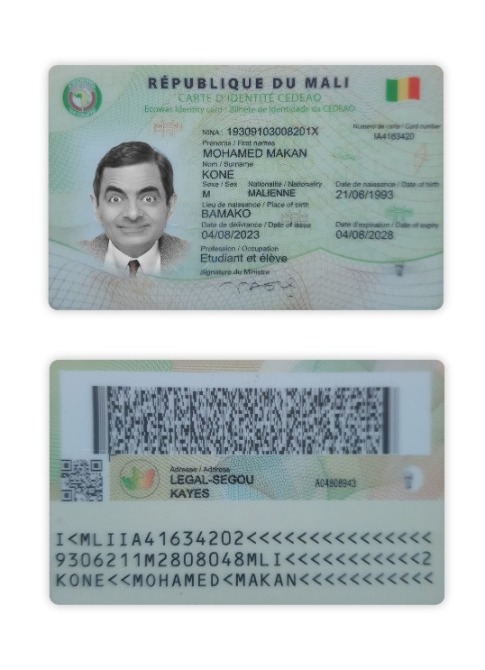 RÉPUBLIQUE DU MALI
CARTE D'IDENTITÉ CEDEAO
Ecowas Identity card / Bilhete de Identidade da CEDEAO
NINA: 19309103008201X
Numéro de carte / Card number
IA4163420
Prénoms / First names
MOHAMED MAKAN
Nom / Surname
KONE
Sexe / Sex Nationalité / Nationality Date de naissance / Date of birth
M MALIENNE 21/06/1993
Lieu de naissance / Place of birth
BAMAKO
Date de délivrance / Date of issue Date d'expiration / Date of expiry
04/08/2023 04/08/2028
Profession / Occupation
Etudiant et élève
Signature du Ministre
Adresse / Address
LEGAL-SEGOU
KAYES
A04808943
I<MLIIA41634202<<<<<<<<<<<<<<<
9306211M2808048MLI<<<<<<<<<<<2
KONE<<MOHAMED<MAKAN<<<<<<<<<<<